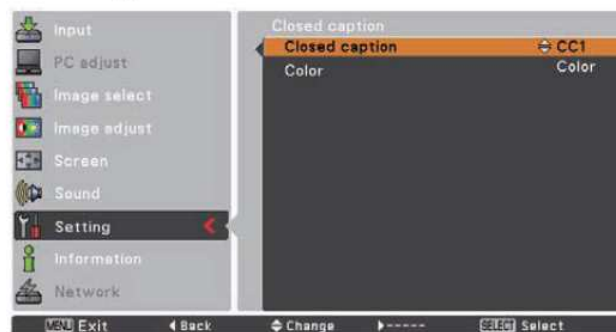 Input
PC adjust
Image select
Image adjust
Screen
Sound
Setting
Information
Network
Closed caption
Closed caption CC1
Color Color
MENU Exit Back Change ----- SELECT Select